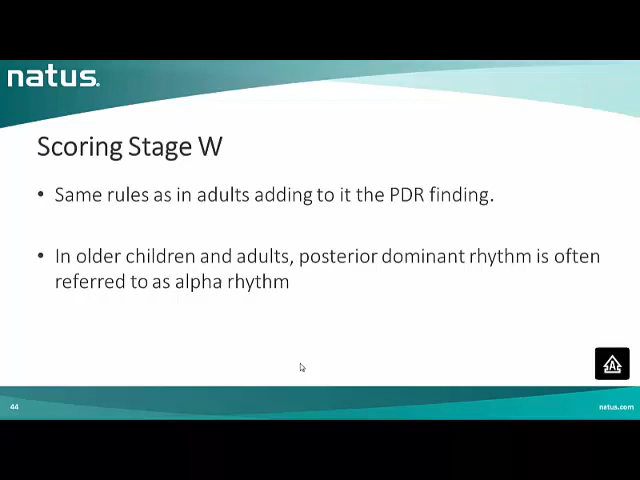 natus.
Scoring Stage W
• Same rules as in adults adding to it the PDR finding.
• In older children and adults, posterior dominant rhythm is often
referred to as alpha rhythm
A
44
natus.com